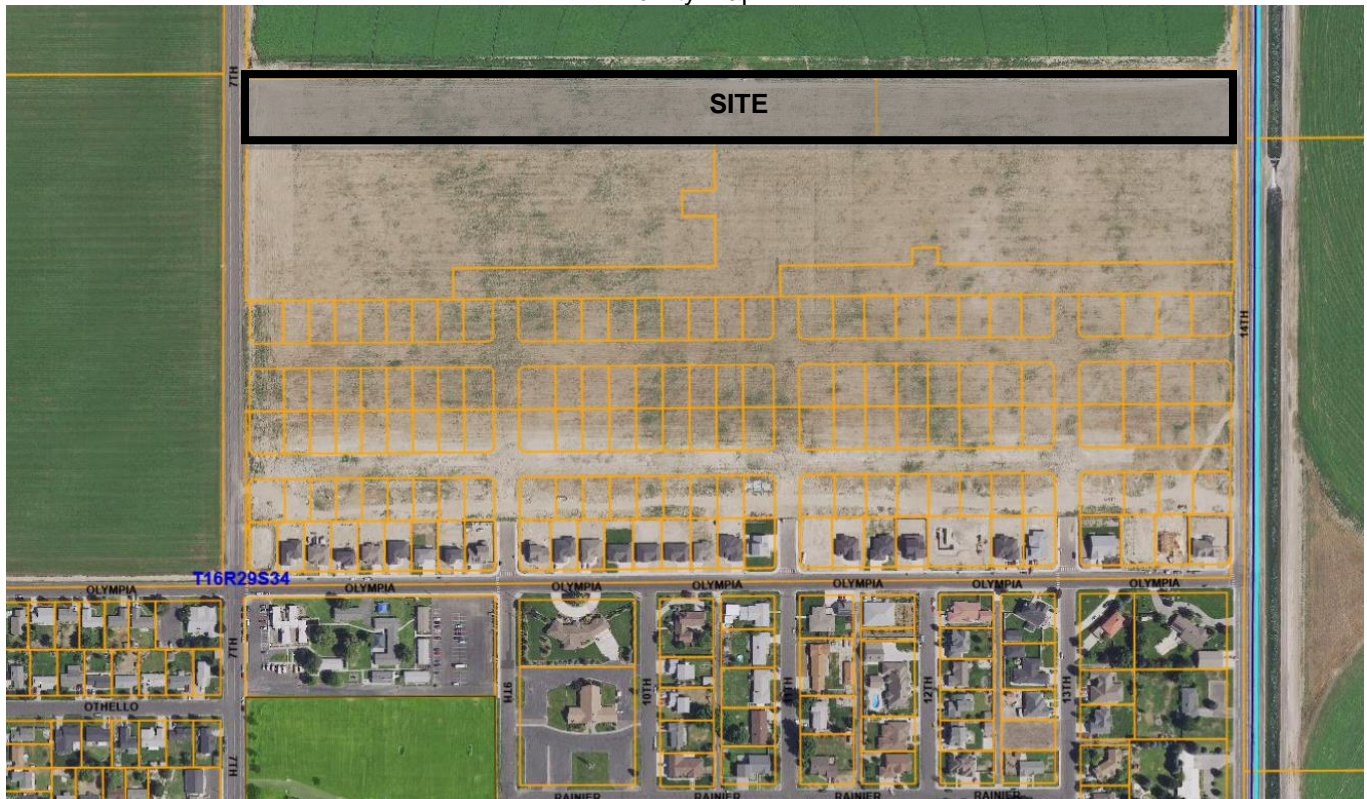 7TH
SITE
14TH
T16R29S34
OLYMPIA
OLYMPIA
OLYMPIA
OLYMPIA
OLYMPIA
OLYMPIA
OLYMPIA
7TH
9TH
10TH
11TH
12TH
13TH
OTHELLO
7TH
RAINIER
RAINIER